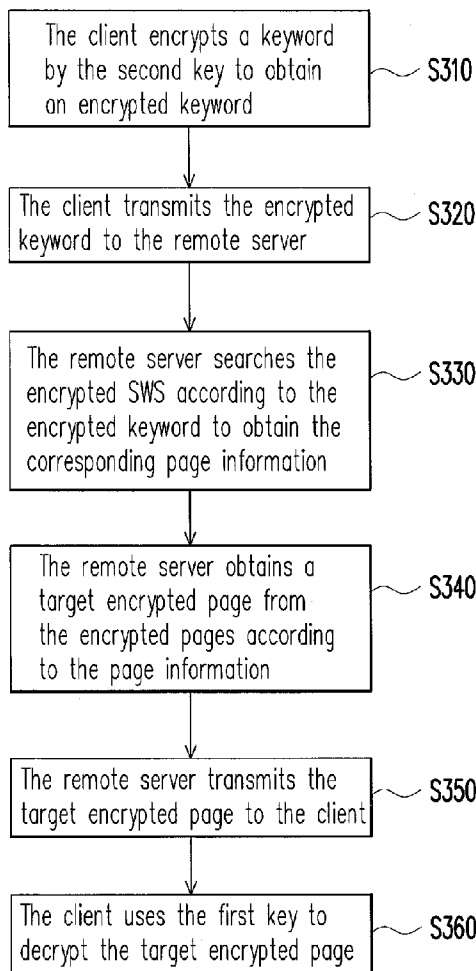 The client encrypts a keyword
by the second key to obtain
an encrypted keyword
S310
The client transmits the encrypted
keyword to the remote server
S320
The remote server searches the
encrypted SWS according to the
encrypted keyword to obtain the
corresponding page information
S330
The remote server obtains a
target encrypted page from
the encrypted pages according
to the page information
S340
The remote server transmits the
target encrypted page to the client
S350
The client uses the first key to
decrypt the target encrypted page
S360